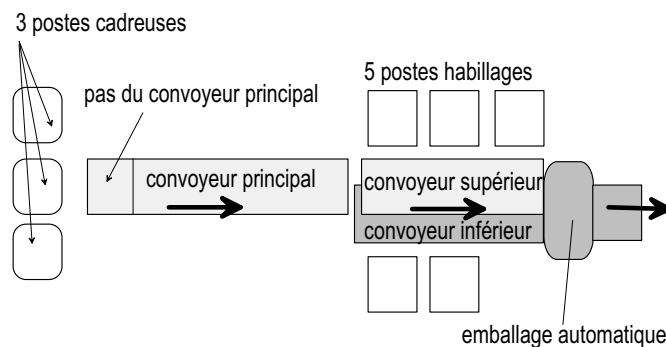 3 postes cadreuses
5 postes habillages
pas du convoyeur principal
convoyeur principal
convoyeur supérieur
convoyeur inférieur
emballage automatique